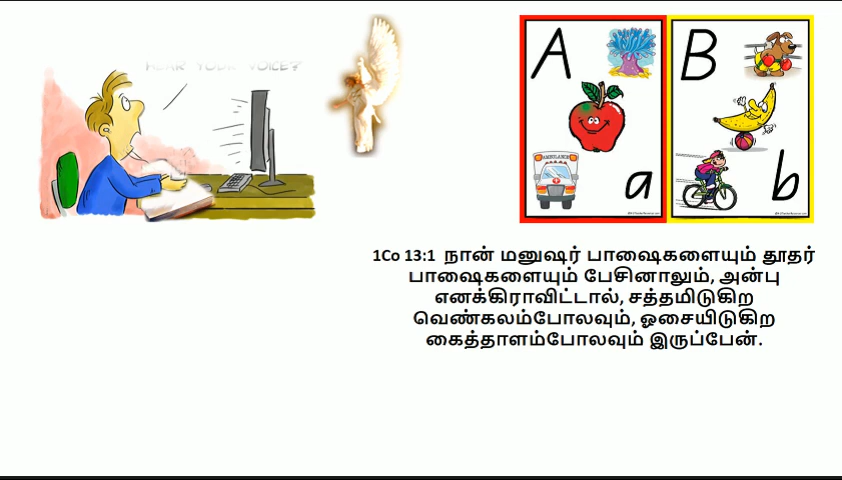 HEAR YOUR VOICE?
A
B
AMBULANCE
a
b
1Co 13:1 நான் மனுஷர் பாஷைகளையும் தூதர்
பாஷைகளையும் பேசினாலும், அன்பு
எனக்கிராவிட்டால், சத்தமிடுகிற
வெண்கலம்போலவும், ஓசையிடுகிற
கைத்தாளம்போலவும் இருப்பேன்.